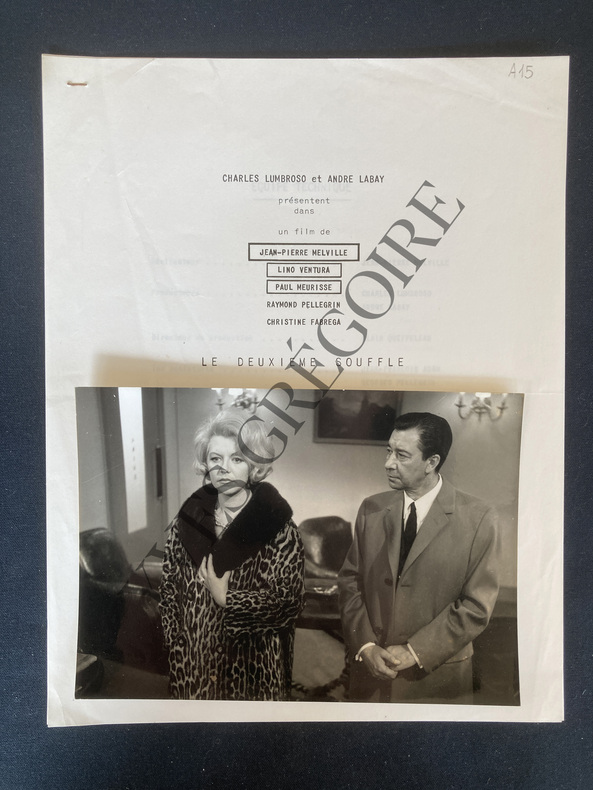 A15
CHARLES LUMBROSO et ANDRE LABAY
présentent
dans
un film de
JEAN-PIERRE MELVILLE
LINO VENTURA
PAUL MEURISSE
RAYMOND PELLEGRIN
CHRISTINE FABREGA
LE DEUXIEME SOUFFLE
LEGRÉGOIRE